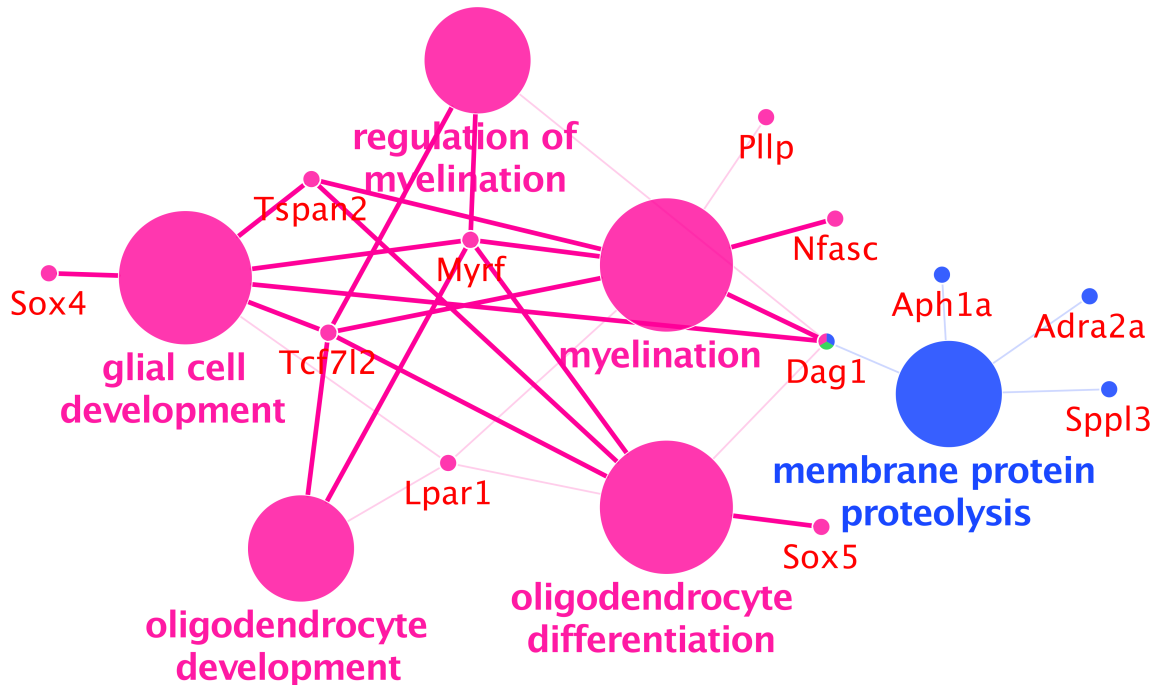 regulation of
myelination
Pllp
Tspan2
Nfasc
Myrf
Sox4
Aph1a
Adra2a
glial cell
development
Tcf7l2
myelination
Dag1
Sppl3
Lpar1
membrane protein
proteolysis
Sox5
oligodendrocyte
differentiation
oligodendrocyte
development